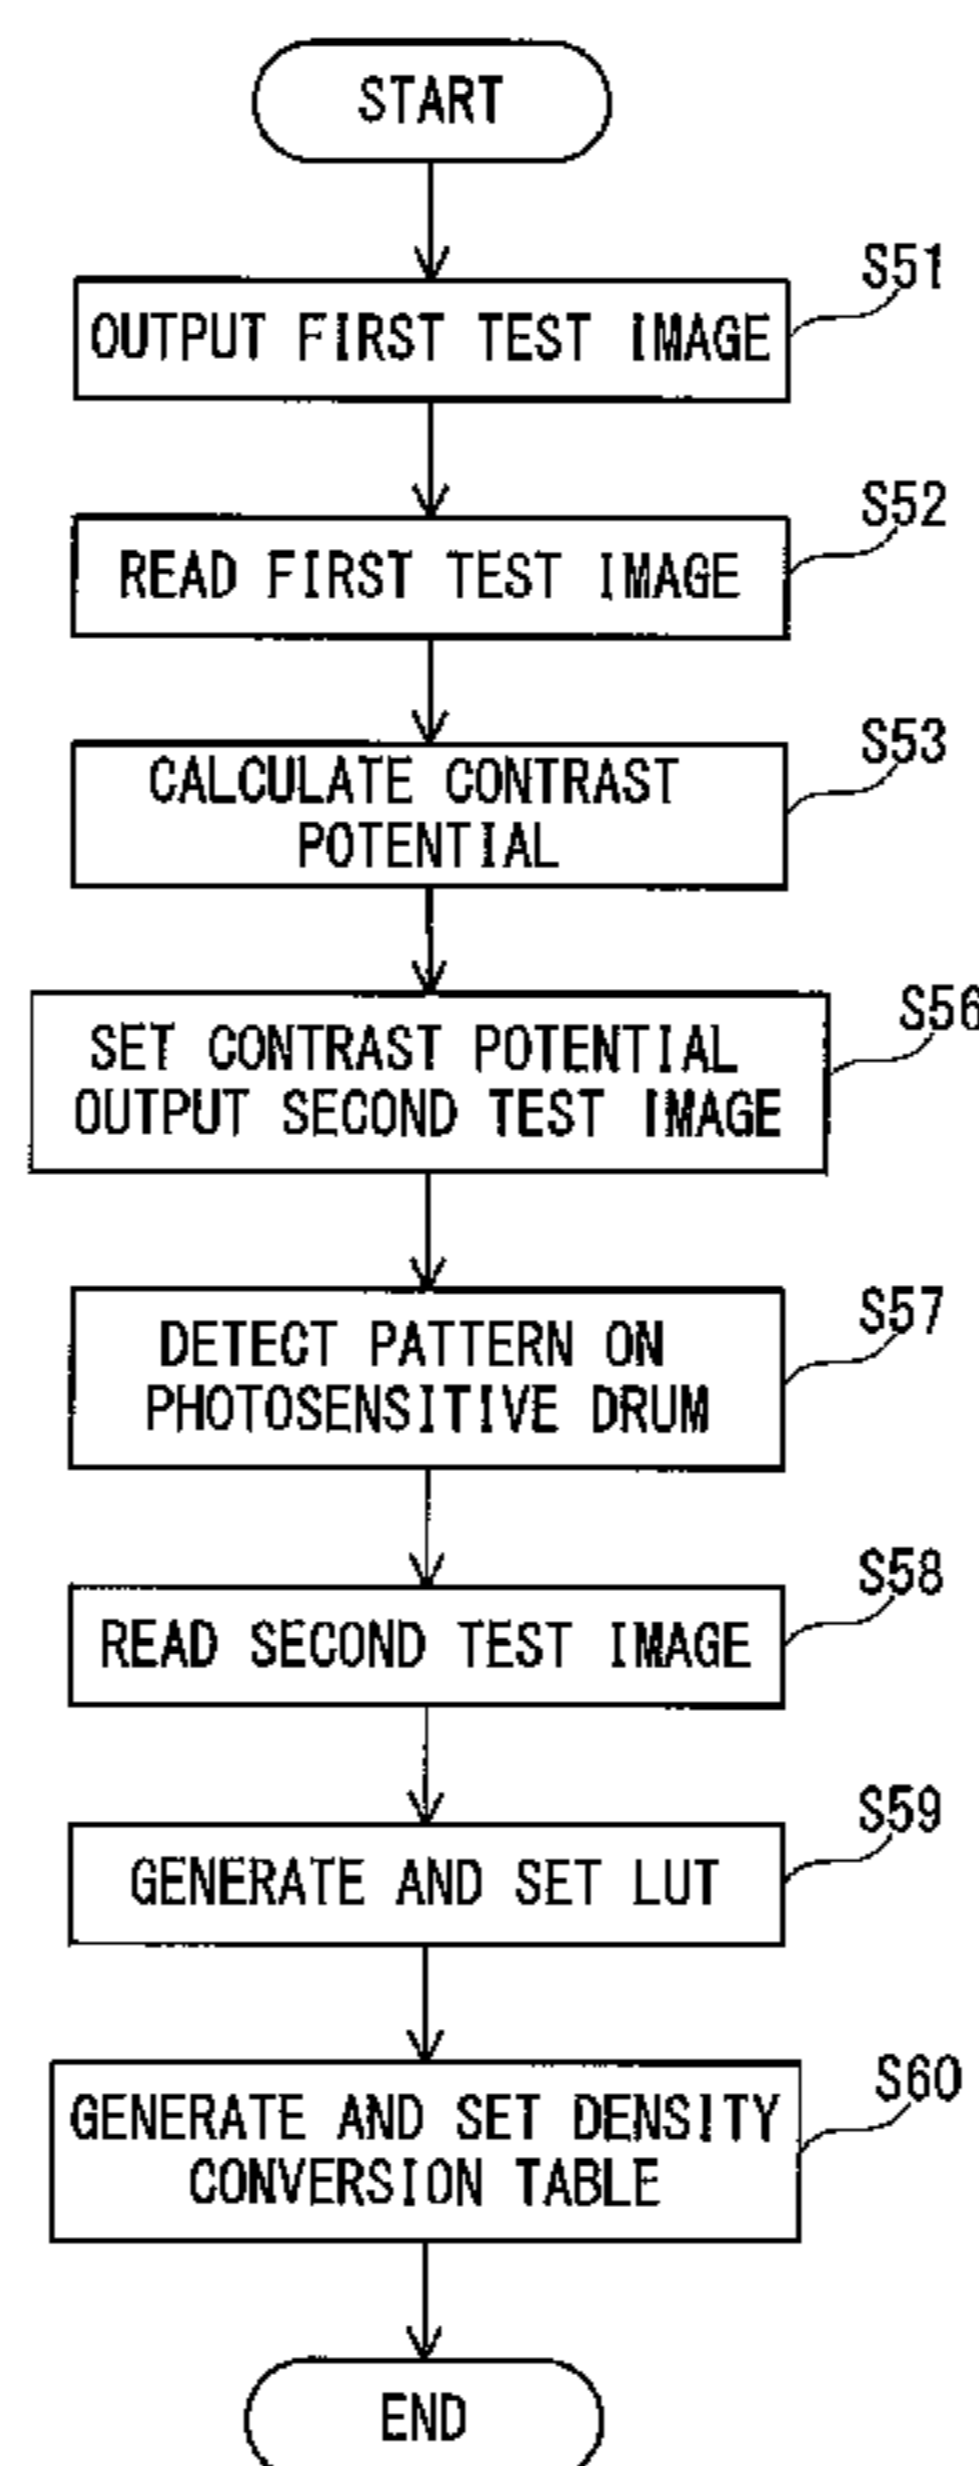 START
S51
OUTPUT FIRST TEST IMAGE
S52
READ FIRST TEST IMAGE
S53
CALCULATE CONTRAST
POTENTIAL
S56
SET CONTRAST POTENTIAL
OUTPUT SECOND TEST IMAGE
S57
DETECT PATTERN ON
PHOTOSENSITIVE DRUM
S58
READ SECOND TEST IMAGE
S59
GENERATE AND SET LUT
S60
GENERATE AND SET DENSITY
CONVERSION TABLE
END